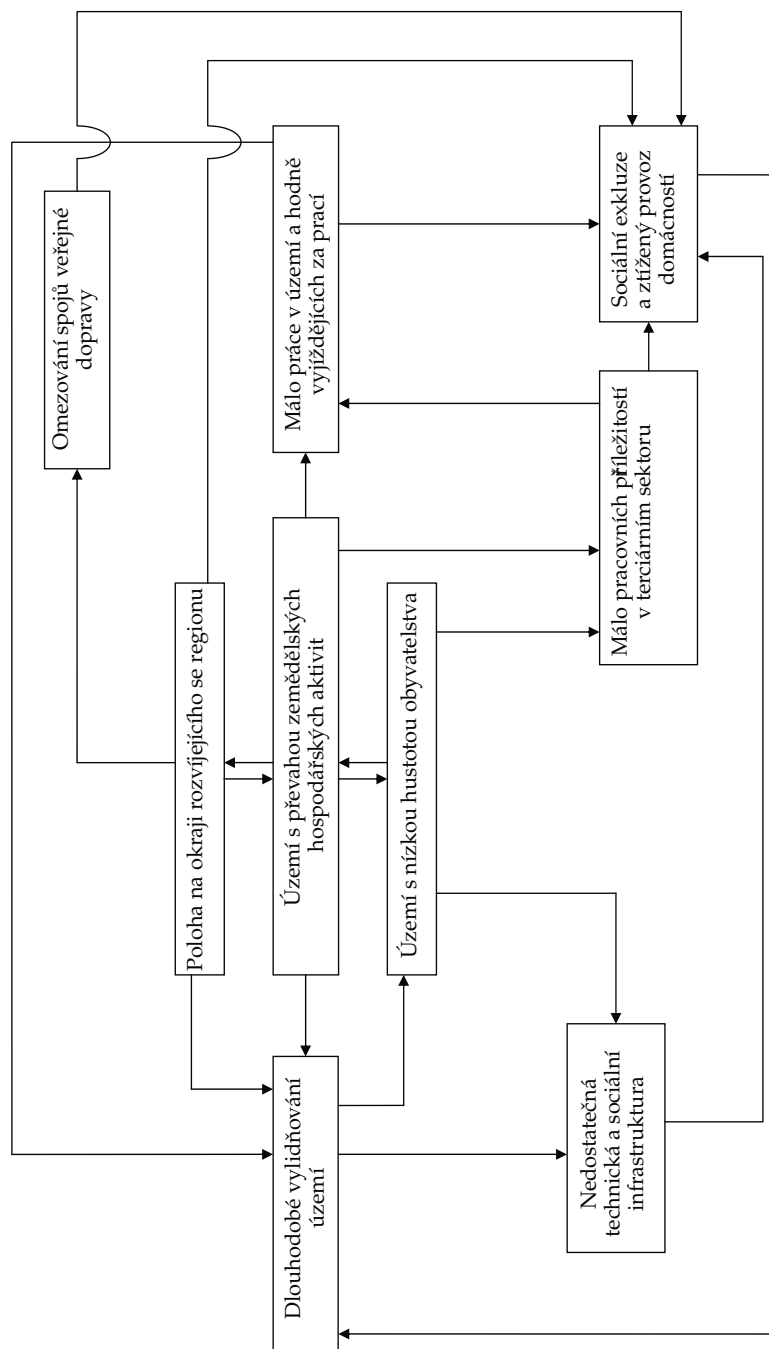 Omezování spojů veřejné
dopravy
Poloha na okraji rozvíjejícího se regionu
Dlouhodobé vylidňování
území
Území s převahou zemědělských
hospodářských aktivit
Málo práce v území a hodně
vyjíždějících za prací
Území s nízkou hustotou obyvatelstva
Nedostatečná
technická a sociální
infrastruktura
Málo pracovních příležitostí
v terciárním sektoru
Sociální exkluze
a ztížený provoz
domácností